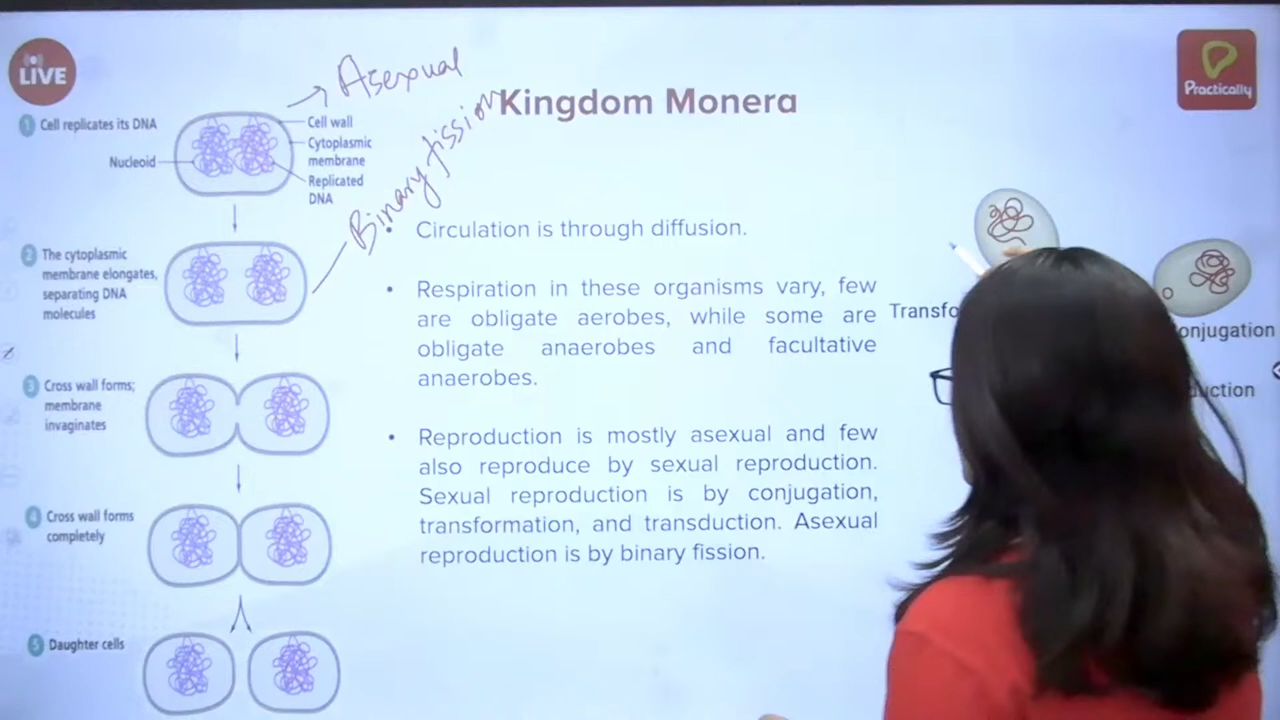 LIVE
Practically
Asexual
Binary fission
Kingdom Monera
1 Cell replicates its DNA
Nucleoid
Cell wall
Cytoplasmic
membrane
Replicated
DNA
2 The cytoplasmic
membrane elongates,
separating DNA
molecules
3 Cross wall forms;
membrane
invaginates
4 Cross wall forms
completely
5 Daughter cells
• Circulation is through diffusion.
• Respiration in these organisms vary, few
are obligate aerobes, while some are
obligate anaerobes and facultative
anaerobes.
• Reproduction is mostly asexual and few
also reproduce by sexual reproduction.
Sexual reproduction is by conjugation,
transformation, and transduction. Asexual
reproduction is by binary fission.
Transfo
onjugation
uction